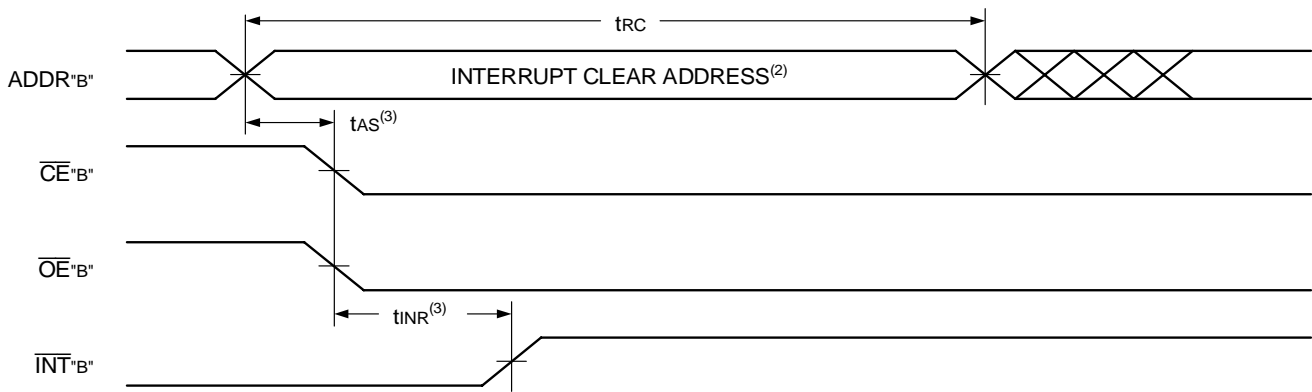 tRC
ADDR"B"
INTERRUPT CLEAR ADDRESS(2)
tAS(3)
CE"B"
OE"B"
tINR(3)
INT"B"